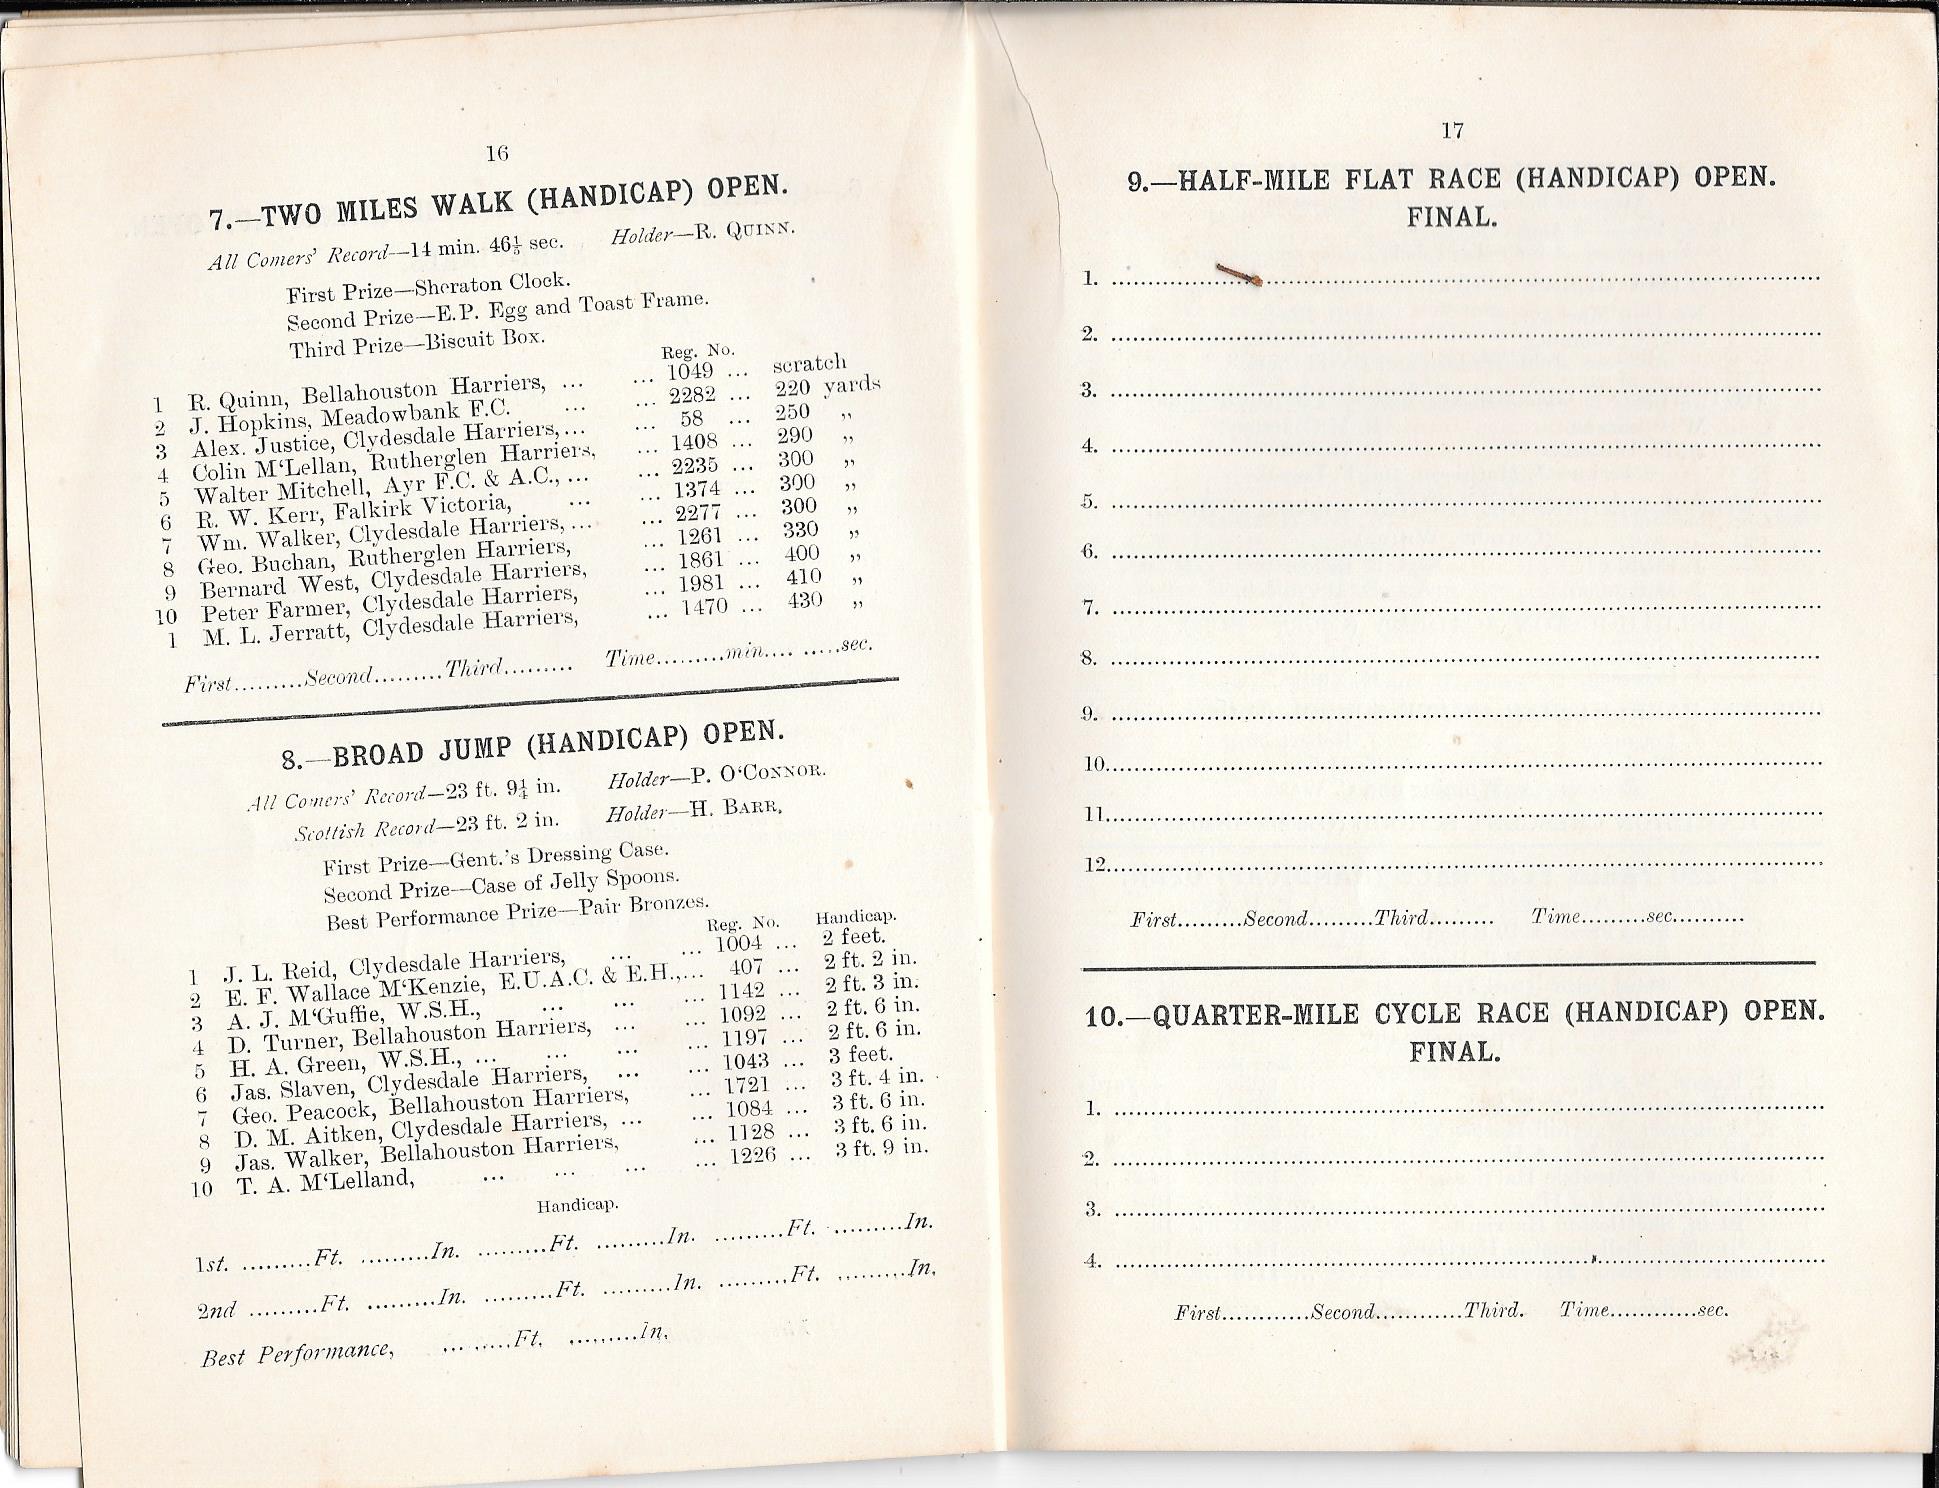 16
7.—TWO MILES WALK (HANDICAP) OPEN.
All Comers' Record—14 min. 46⅕ sec. Holder—R. QUINN.
First Prize—Sheraton Clock.
Second Prize—E.P. Egg and Toast Frame.
Third Prize—Biscuit Box.
Reg. No.
1 R. Quinn, Bellahouston Harriers, ... ... 1049 ... scratch
2 J. Hopkins, Meadowbank F.C. ... ... 2282 ... 220 yards
3 Alex. Justice, Clydesdale Harriers,... ... 58 ... 250 ,,
4 Colin M'Lellan, Rutherglen Harriers, ... 1408 ... 290 ,,
5 Walter Mitchell, Ayr F.C. & A.C., ... ... 2235 ... 300 ,,
6 R. W. Kerr, Falkirk Victoria, ... ... 1374 ... 300 ,,
7 Wm. Walker, Clydesdale Harriers,... ... 2277 ... 300 ,,
8 Geo. Buchan, Rutherglen Harriers, ... 1261 ... 330 ,,
9 Bernard West, Clydesdale Harriers, ... 1861 ... 400 ,,
10 Peter Farmer, Clydesdale Harriers, ... 1981 ... 410 ,,
1 M. L. Jerratt, Clydesdale Harriers, ... 1470 ... 430 ,,
First.........Second.........Third......... Time.........min.... .....sec.
8.—BROAD JUMP (HANDICAP) OPEN.
All Comers' Record—23 ft. 9¼ in. Holder—P. O'CONNOR.
Scottish Record—23 ft. 2 in. Holder—H. BARR,
First Prize—Gent.'s Dressing Case.
Second Prize—Case of Jelly Spoons.
Best Performance Prize—Pair Bronzes.
Reg. No. Handicap.
1 J. L. Reid, Clydesdale Harriers, ... ... 1004 ... 2 feet.
2 E. F. Wallace M'Kenzie, E.U.A.C. & E.H.,... 407 ... 2 ft. 2 in.
3 A. J. M'Guffie, W.S.H., ... ... ... 1142 ... 2 ft. 3 in.
4 D. Turner, Bellahouston Harriers, ... ... 1092 ... 2 ft. 6 in.
5 H. A. Green, W.S.H., ... ... ... ... 1197 ... 2 ft. 6 in.
6 Jas. Slaven, Clydesdale Harriers, ... ... 1043 ... 3 feet.
7 Geo. Peacock, Bellahouston Harriers, ... 1721 ... 3 ft. 4 in.
8 D. M. Aitken, Clydesdale Harriers, ... ... 1084 ... 3 ft. 6 in.
9 Jas. Walker, Bellahouston Harriers, ... 1128 ... 3 ft. 6 in.
10 T. A. M'Lelland, ... ... ... ... 1226 ... 3 ft. 9 in.
Handicap.
1st. .........Ft. .........In. .........Ft. .........In. .........Ft. .........In.
2nd .........Ft. .........In. .........Ft. .........In. .........Ft. .........In,
Best Performance, ... ......Ft. .........In,
17
9.—HALF-MILE FLAT RACE (HANDICAP) OPEN.
FINAL.
1. ..........
2. ..........
3. ..........
4. ..........
5. ..........
6. ..........
7. ..........
8. ..........
9. ..........
10...........
11...........
12...........
First.........Second.........Third......... Time.........sec..........
10.—QUARTER-MILE CYCLE RACE (HANDICAP) OPEN.
FINAL.
1. ..........
2. ..........
3. ..........
4. ..........
First............Second............Third. Time............sec.